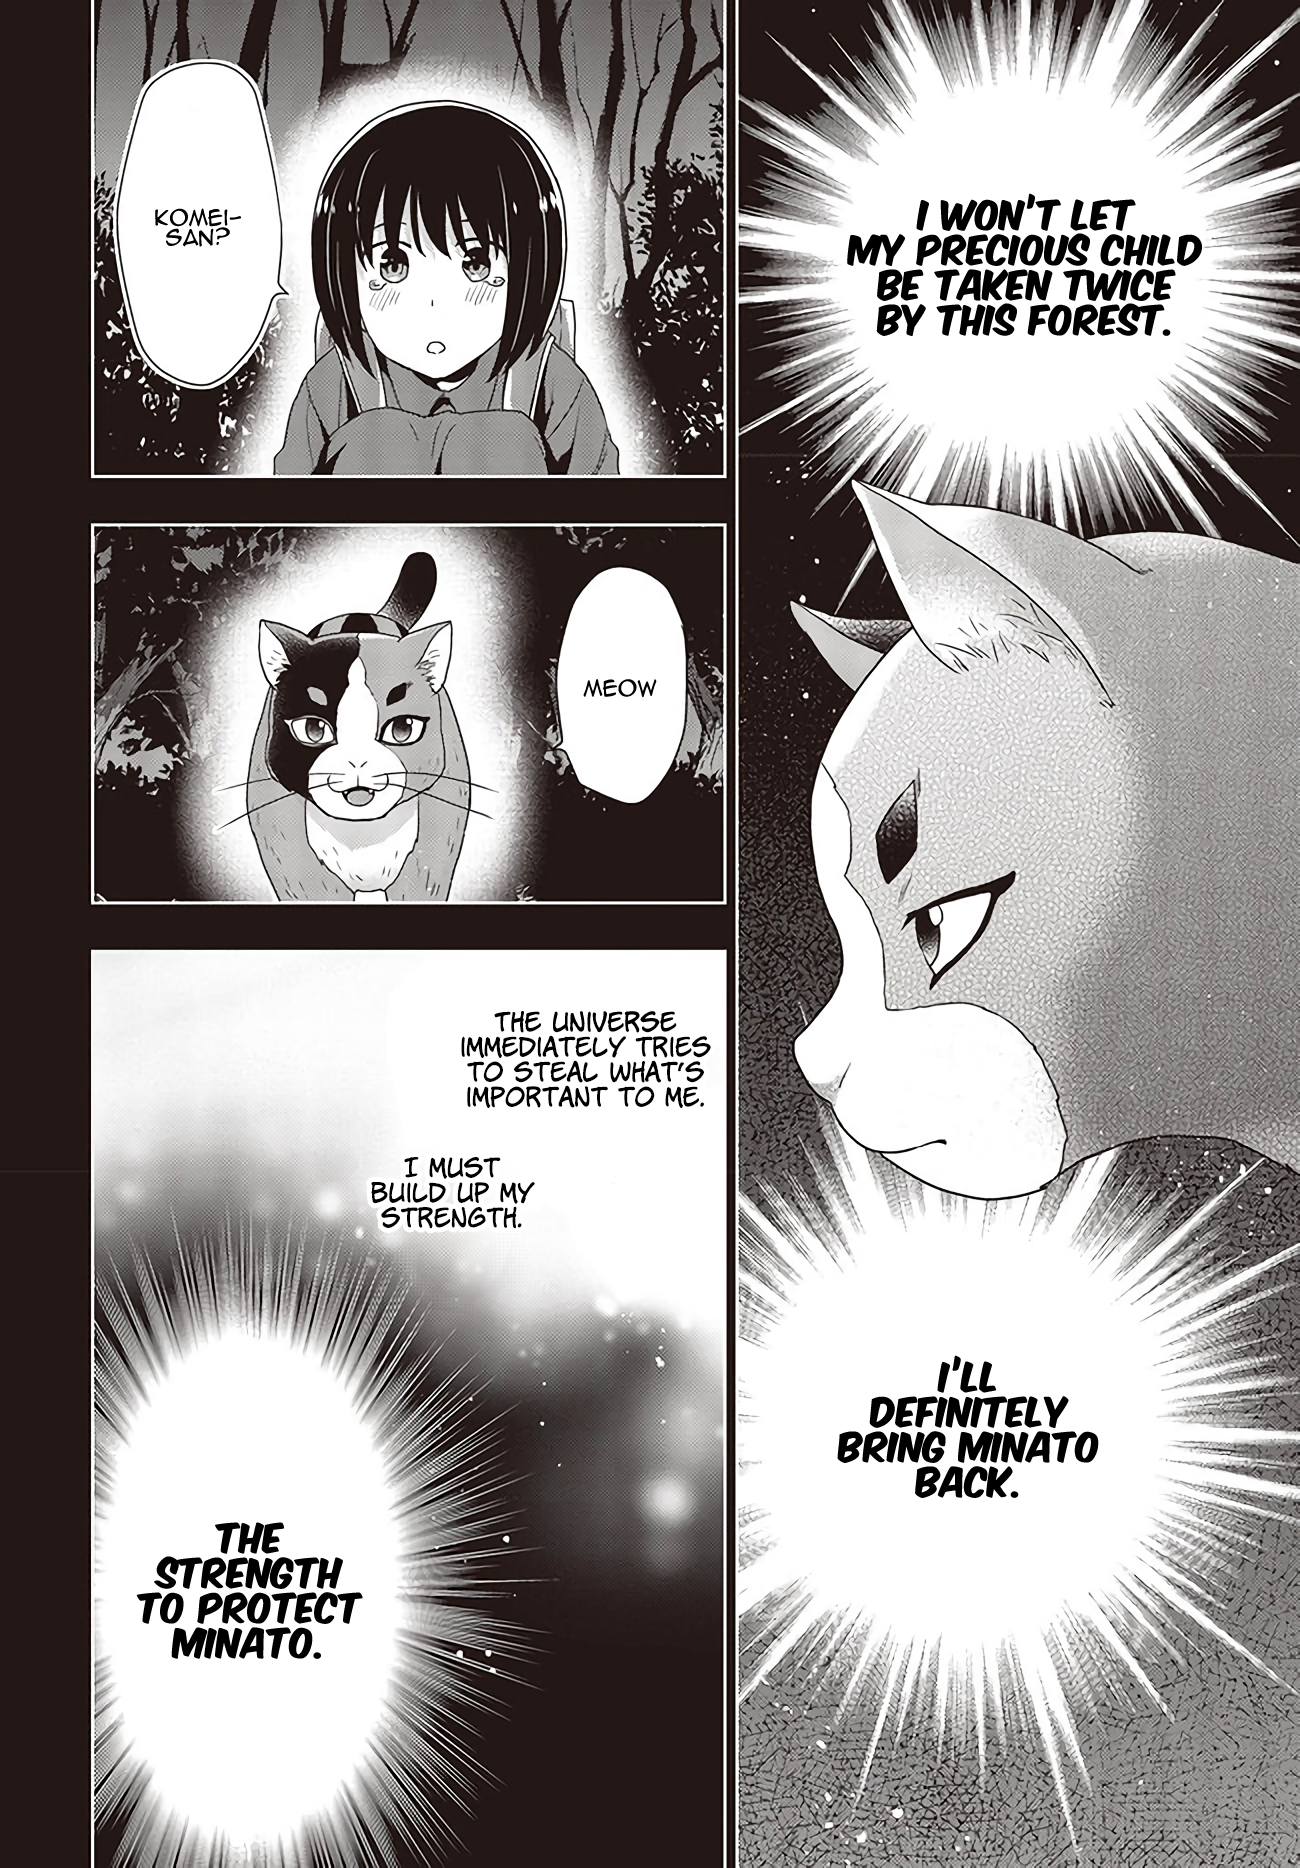 I WON'T LET
MY PRECIOUS CHILD
BE TAKEN TWICE
BY THIS FOREST.
I'LL
DEFINITELY
BRING MINATO
BACK.
KOMEI-
SAN?
MEOW
THE UNIVERSE
IMMEDIATELY TRIES
TO STEAL WHAT'S
IMPORTANT TO ME.
I MUST
BUILD UP MY
STRENGTH.
THE
STRENGTH
TO PROTECT
MINATO.